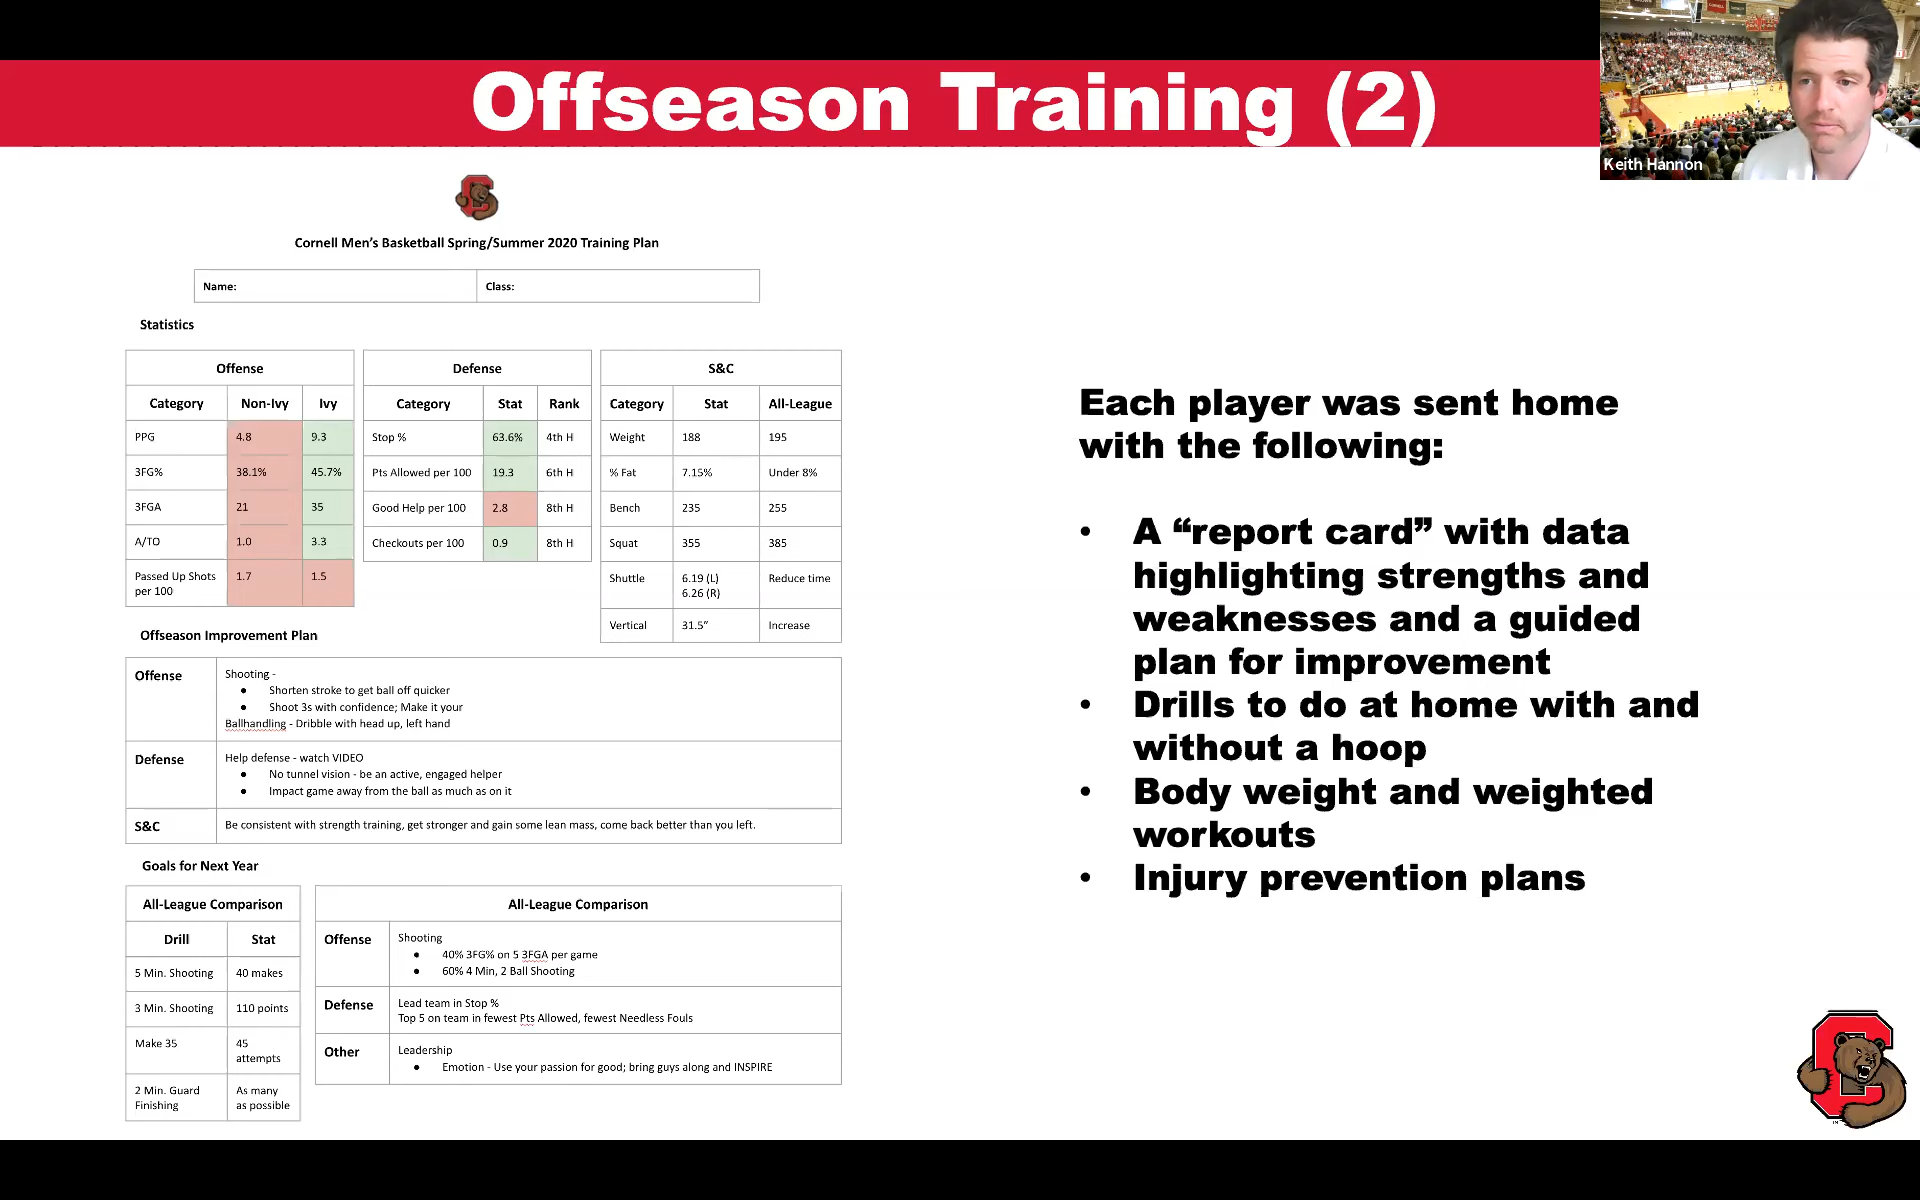 Offseason Training (2)
Keith Hannon
Cornell Men's Basketball Spring/Summer 2020 Training Plan
Name: Class:
Statistics
Offense
Category Non-Ivy Ivy
PPG 4.8 9.3
3FG% 38.1% 45.7%
3FGA 21 35
A/TO 1.0 3.3
Passed Up Shots 1.7 1.5
per 100
Defense
Category Stat Rank
Stop % 63.6% 4th H
Pts Allowed per 100 19.3 6th H
Good Help per 100 2.8 8th H
Checkouts per 100 0.9 8th H
S&C
Category Stat All-League
Weight 188 195
% Fat 7.15% Under 8%
Bench 235 255
Squat 355 385
Shuttle 6.19 (L) Reduce time
6.26 (R)
Vertical 31.5” Increase
Offseason Improvement Plan
Offense Shooting -
● Shorten stroke to get ball off quicker
● Shoot 3s with confidence; Make it your
Ballhandling - Dribble with head up, left hand
Defense Help defense - watch VIDEO
● No tunnel vision - be an active, engaged helper
● Impact game away from the ball as much as on it
S&C Be consistent with strength training, get stronger and gain some lean mass, come back better than you left.
Goals for Next Year
All-League Comparison
Drill Stat
5 Min. Shooting 40 makes
3 Min. Shooting 110 points
Make 35 45
attempts
2 Min. Guard As many
Finishing as possible
All-League Comparison
Offense Shooting
● 40% 3FG% on 5 3FGA per game
● 60% 4 Min, 2 Ball Shooting
Defense Lead team in Stop %
Top 5 on team in fewest Pts Allowed, fewest Needless Fouls
Other Leadership
● Emotion - Use your passion for good; bring guys along and INSPIRE
Each player was sent home
with the following:
• A “report card” with data
highlighting strengths and
weaknesses and a guided
plan for improvement
• Drills to do at home with and
without a hoop
• Body weight and weighted
workouts
• Injury prevention plans